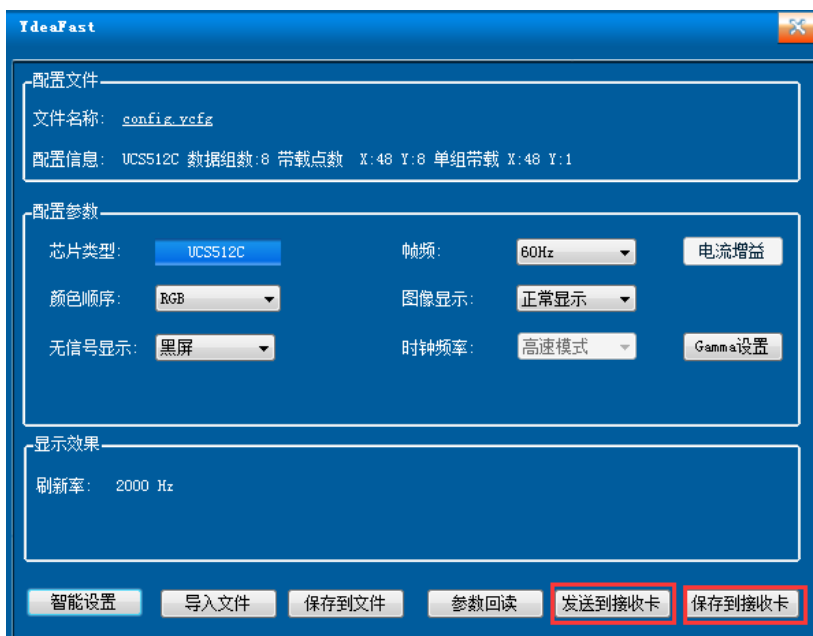 YdeaFast
配置文件
文件名称: config.ycfg
配置信息: UCS512C 数据组数:8 带载点数 X:48 Y:8 单组带载 X:48 Y:1
配置参数
芯片类型: UCS512C 帧频: 60Hz 电流增益
颜色顺序: RGB 图像显示: 正常显示
无信号显示: 黑屏 时钟频率: 高速模式 Gamma设置
显示效果
刷新率: 2000 Hz
智能设置 导入文件 保存到文件 参数回读 发送到接收卡 保存到接收卡